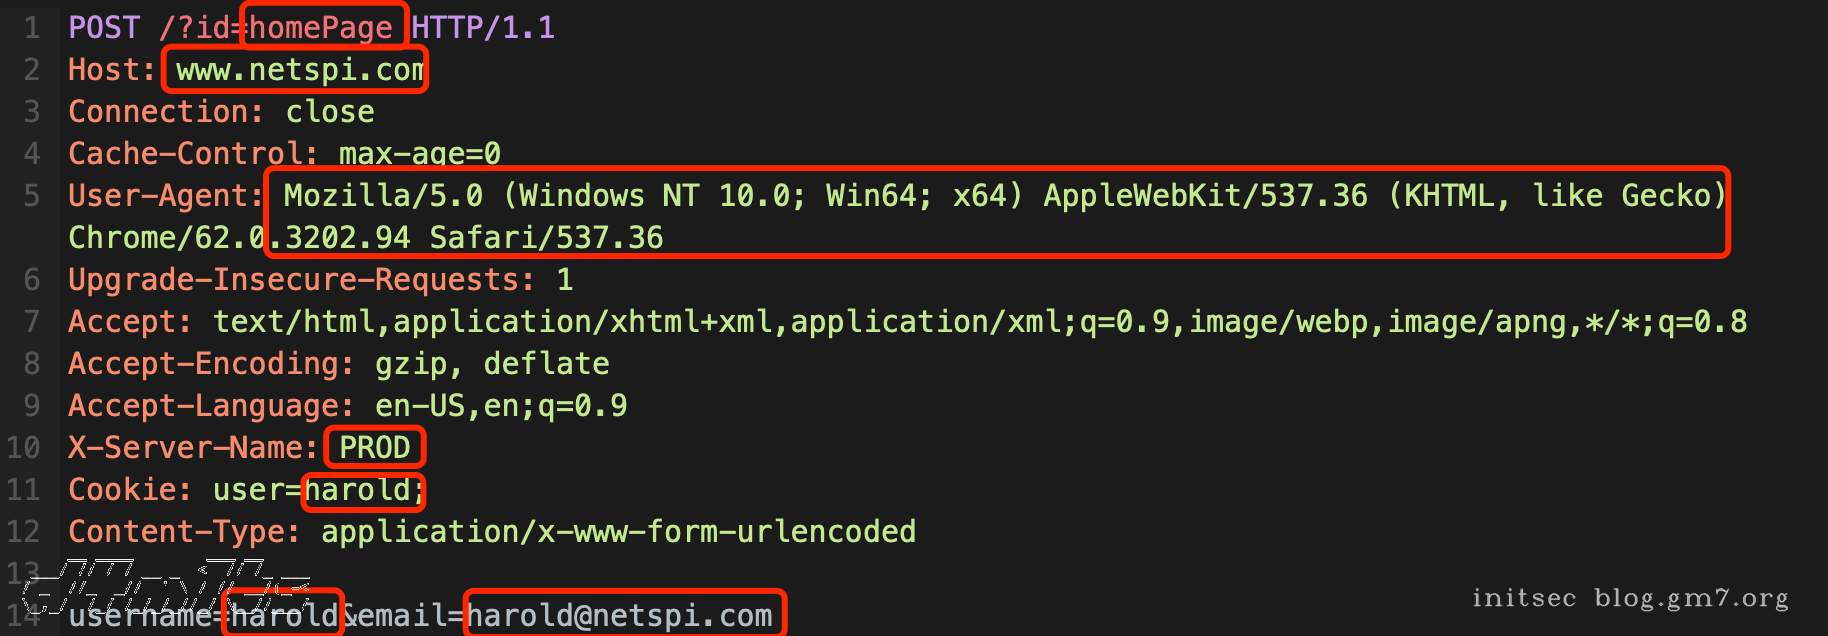 1 POST /?id=homePage HTTP/1.1
2 Host: www.netspi.com
3 Connection: close
4 Cache-Control: max-age=0
5 User-Agent: Mozilla/5.0 (Windows NT 10.0; Win64; x64) AppleWebKit/537.36 (KHTML, like Gecko)
Chrome/62.0.3202.94 Safari/537.36
6 Upgrade-Insecure-Requests: 1
7 Accept: text/html,application/xhtml+xml,application/xml;q=0.9,image/webp,image/apng,*/*;q=0.8
8 Accept-Encoding: gzip, deflate
9 Accept-Language: en-US,en;q=0.9
10 X-Server-Name: PROD
11 Cookie: user=harold;
12 Content-Type: application/x-www-form-urlencoded
13
14 username=harold&email=harold@netspi.com
initsec blog.gm7.org